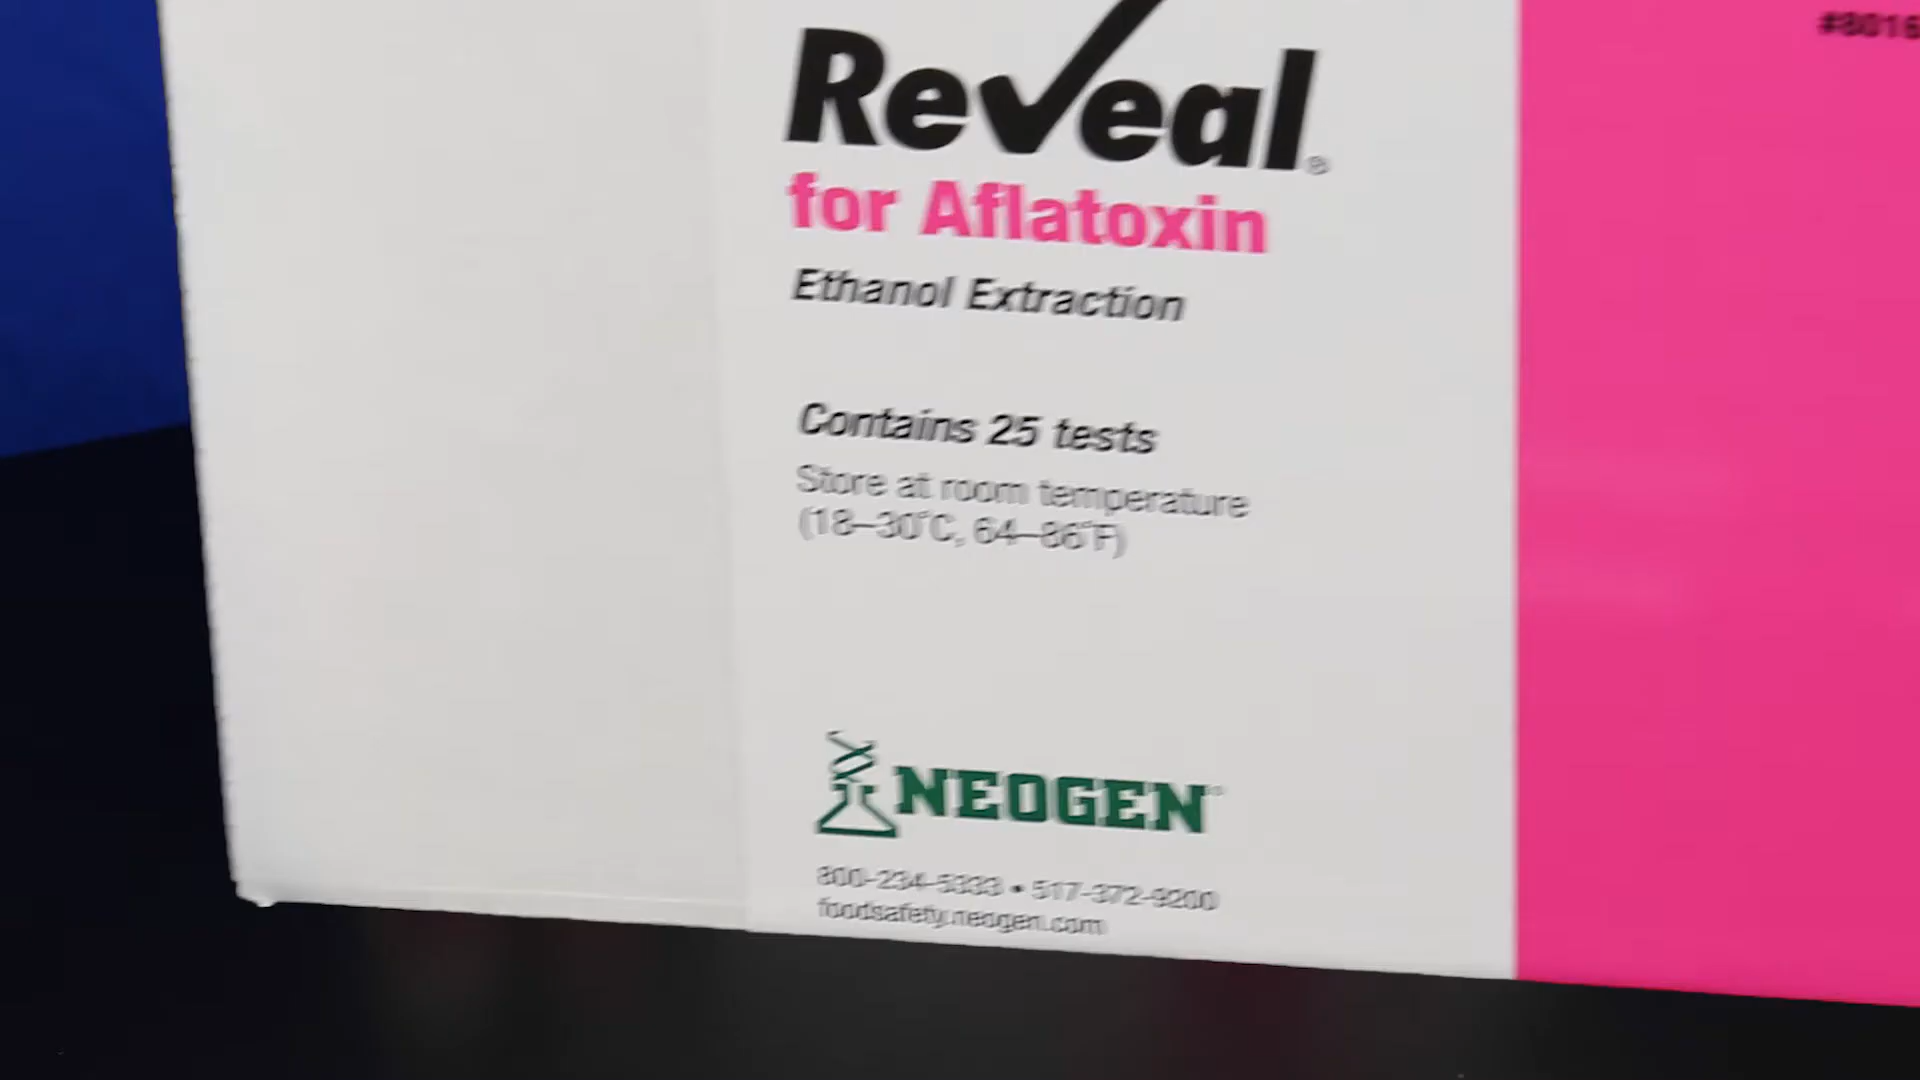 #8016
Reveal®
for Aflatoxin
Ethanol Extraction
Contains 25 tests
Store at room temperature
(18–30°C, 64–86°F)
NEOGEN®
800-234-5333 • 517-372-9200
foodsafety.neogen.com